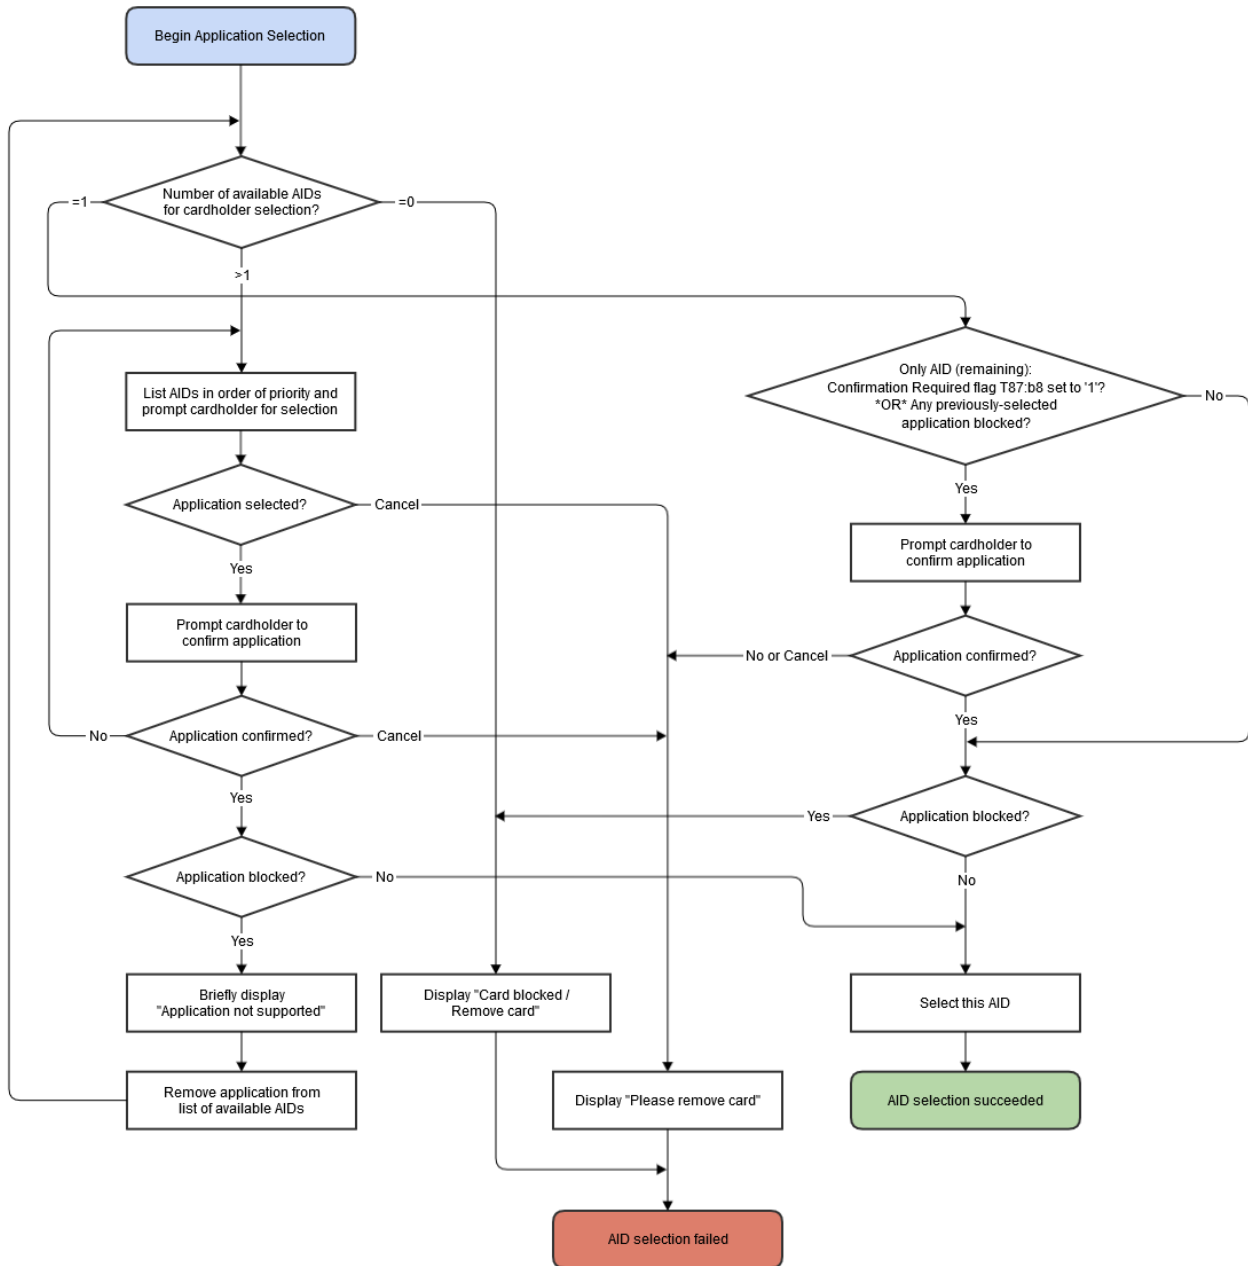 Begin Application Selection
Number of available AIDs
for cardholder selection?
=1
=0
>1
List AIDs in order of priority and
prompt cardholder for selection
Only AID (remaining):
Confirmation Required flag T87:b8 set to '1'?
*OR* Any previously-selected
application blocked?
No
Yes
Application selected?
Cancel
Yes
Prompt cardholder to
confirm application
Prompt cardholder to
confirm application
No or Cancel
Application confirmed?
Yes
No
Application confirmed?
Cancel
Yes
Yes
Application blocked?
No
Application blocked?
No
Yes
Briefly display
"Application not supported"
Display "Card blocked /
Remove card"
Select this AID
Remove application from
list of available AIDs
Display "Please remove card"
AID selection succeeded
AID selection failed